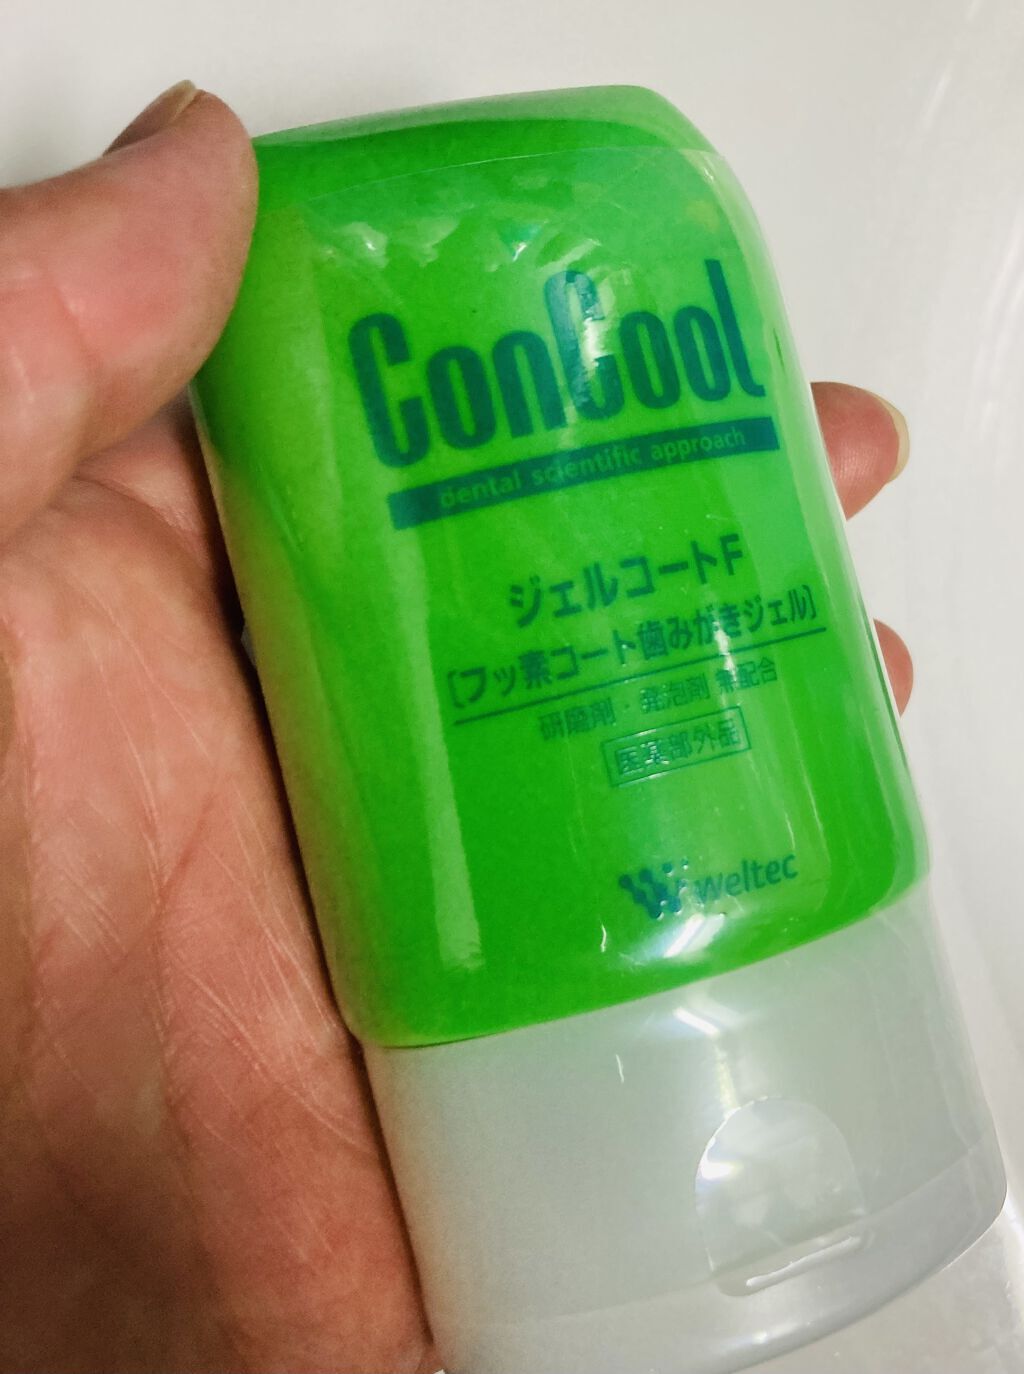 ConCool
dental scientific approach
ジェルコートF
[フッ素コート歯みがきジェル]
研磨剤・発泡剤 無配合
医薬部外品
weltec